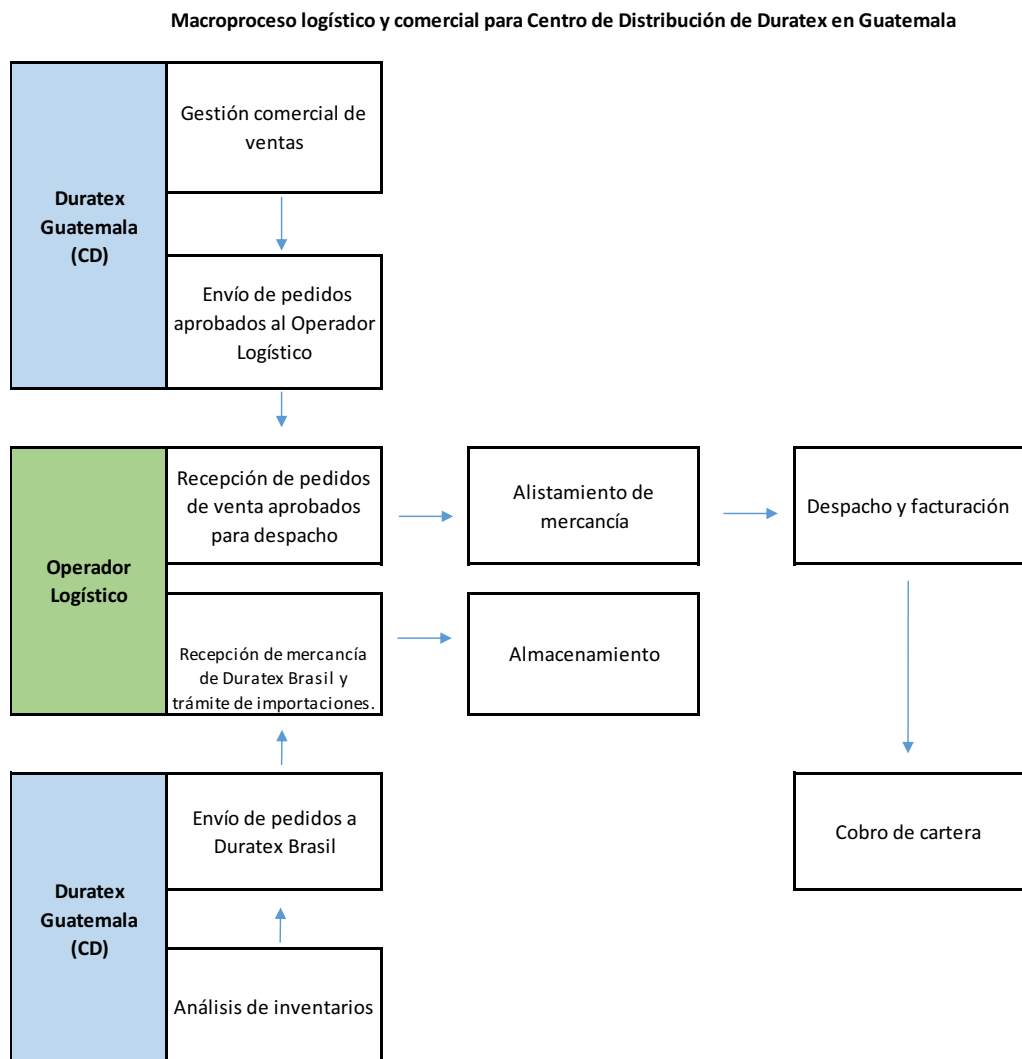 Macroproceso logístico y comercial para Centro de Distribución de Duratex en Guatemala
Duratex
Guatemala
(CD)
Gestión comercial de
ventas
Envío de pedidos
aprobados al Operador
Logístico
Operador
Logístico
Recepción de pedidos
de venta aprobados
para despacho
Alistamiento de
mercancía
Despacho y facturación
Recepción de mercancía
de Duratex Brasil y
trámite de importaciones.
Almacenamiento
Duratex
Guatemala
(CD)
Envío de pedidos a
Duratex Brasil
Cobro de cartera
Análisis de inventarios